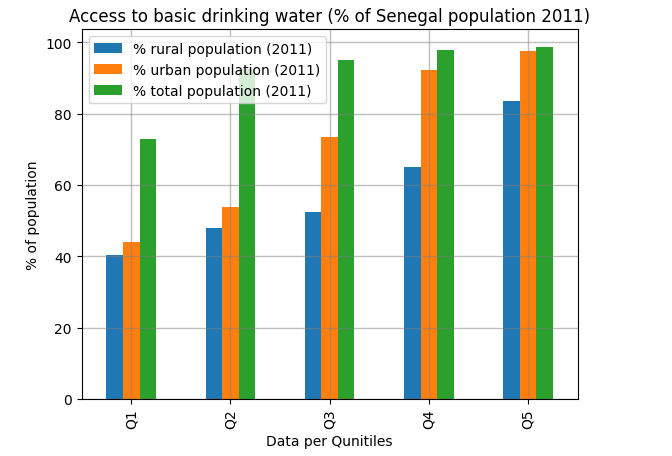 Access to basic drinking water (% of Senegal population 2011)
% rural population (2011)
% urban population (2011)
% total population (2011)
100
80
60
40
20
0
% of population
Q1
Q2
Q3
Q4
Q5
Data per Qunitiles